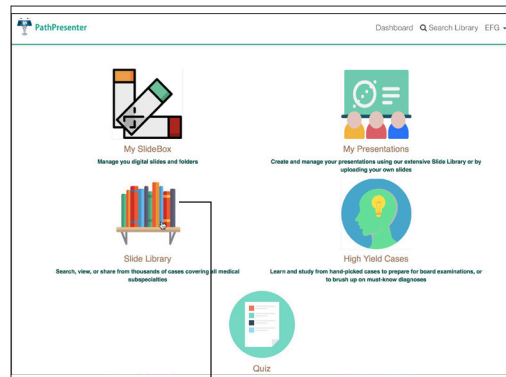 PathPresenter
Dashboard Search Library EFG
My SlideBox
Manage you digital slides and folders
My Presentations
Create and manage your presentations using our extensive Slide Library or by
uploading your own slides
Slide Library
Search, view, or share from thousands of cases covering all medical
subspecialties
High Yield Cases
Learn and study from hand-picked cases to prepare for board examinations, or
to brush up on must-know diagnoses
Quiz